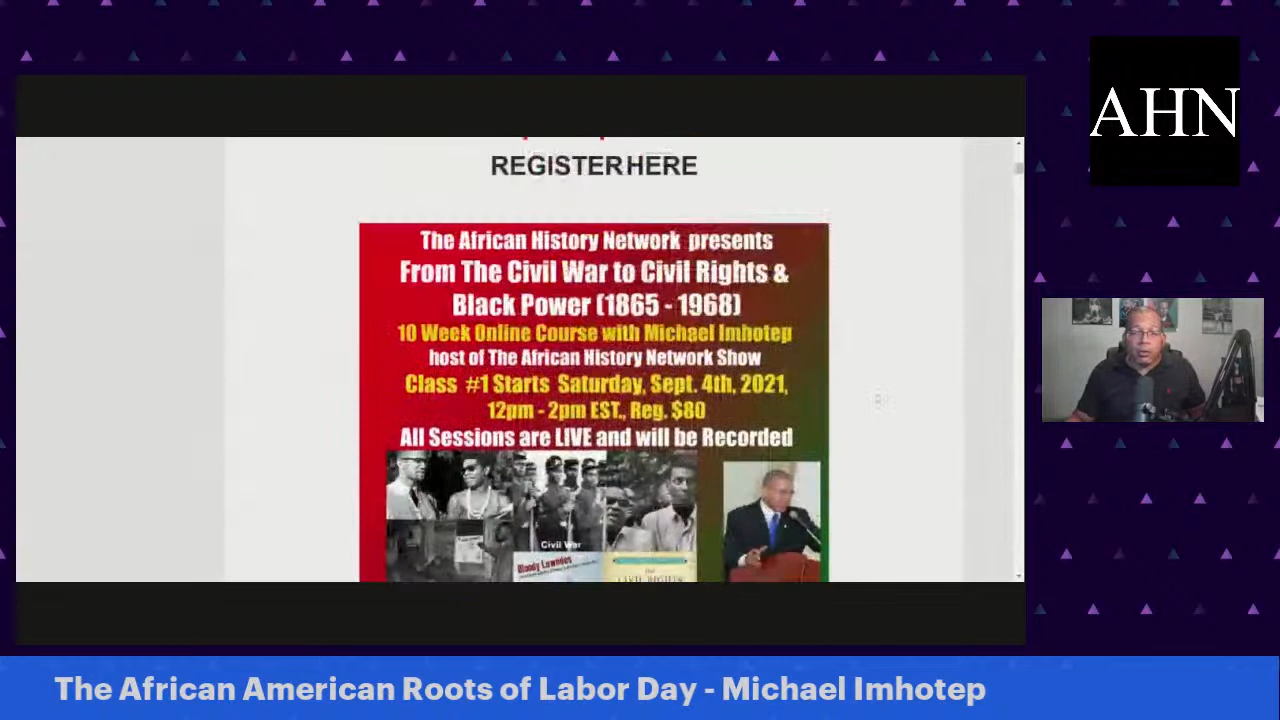 AHN
REGISTER HERE
The African History Network presents
From The Civil War to Civil Rights &
Black Power (1865 - 1968)
10 Week Online Course with Michael Imhotep
host of The African History Network Show
Class #1 Starts Saturday, Sept. 4th, 2021,
12pm - 2pm EST., Reg. $80
All Sessions are LIVE and will be Recorded
Civil War
Bloody Lowndes
The African American Roots of Labor Day - Michael Imhotep